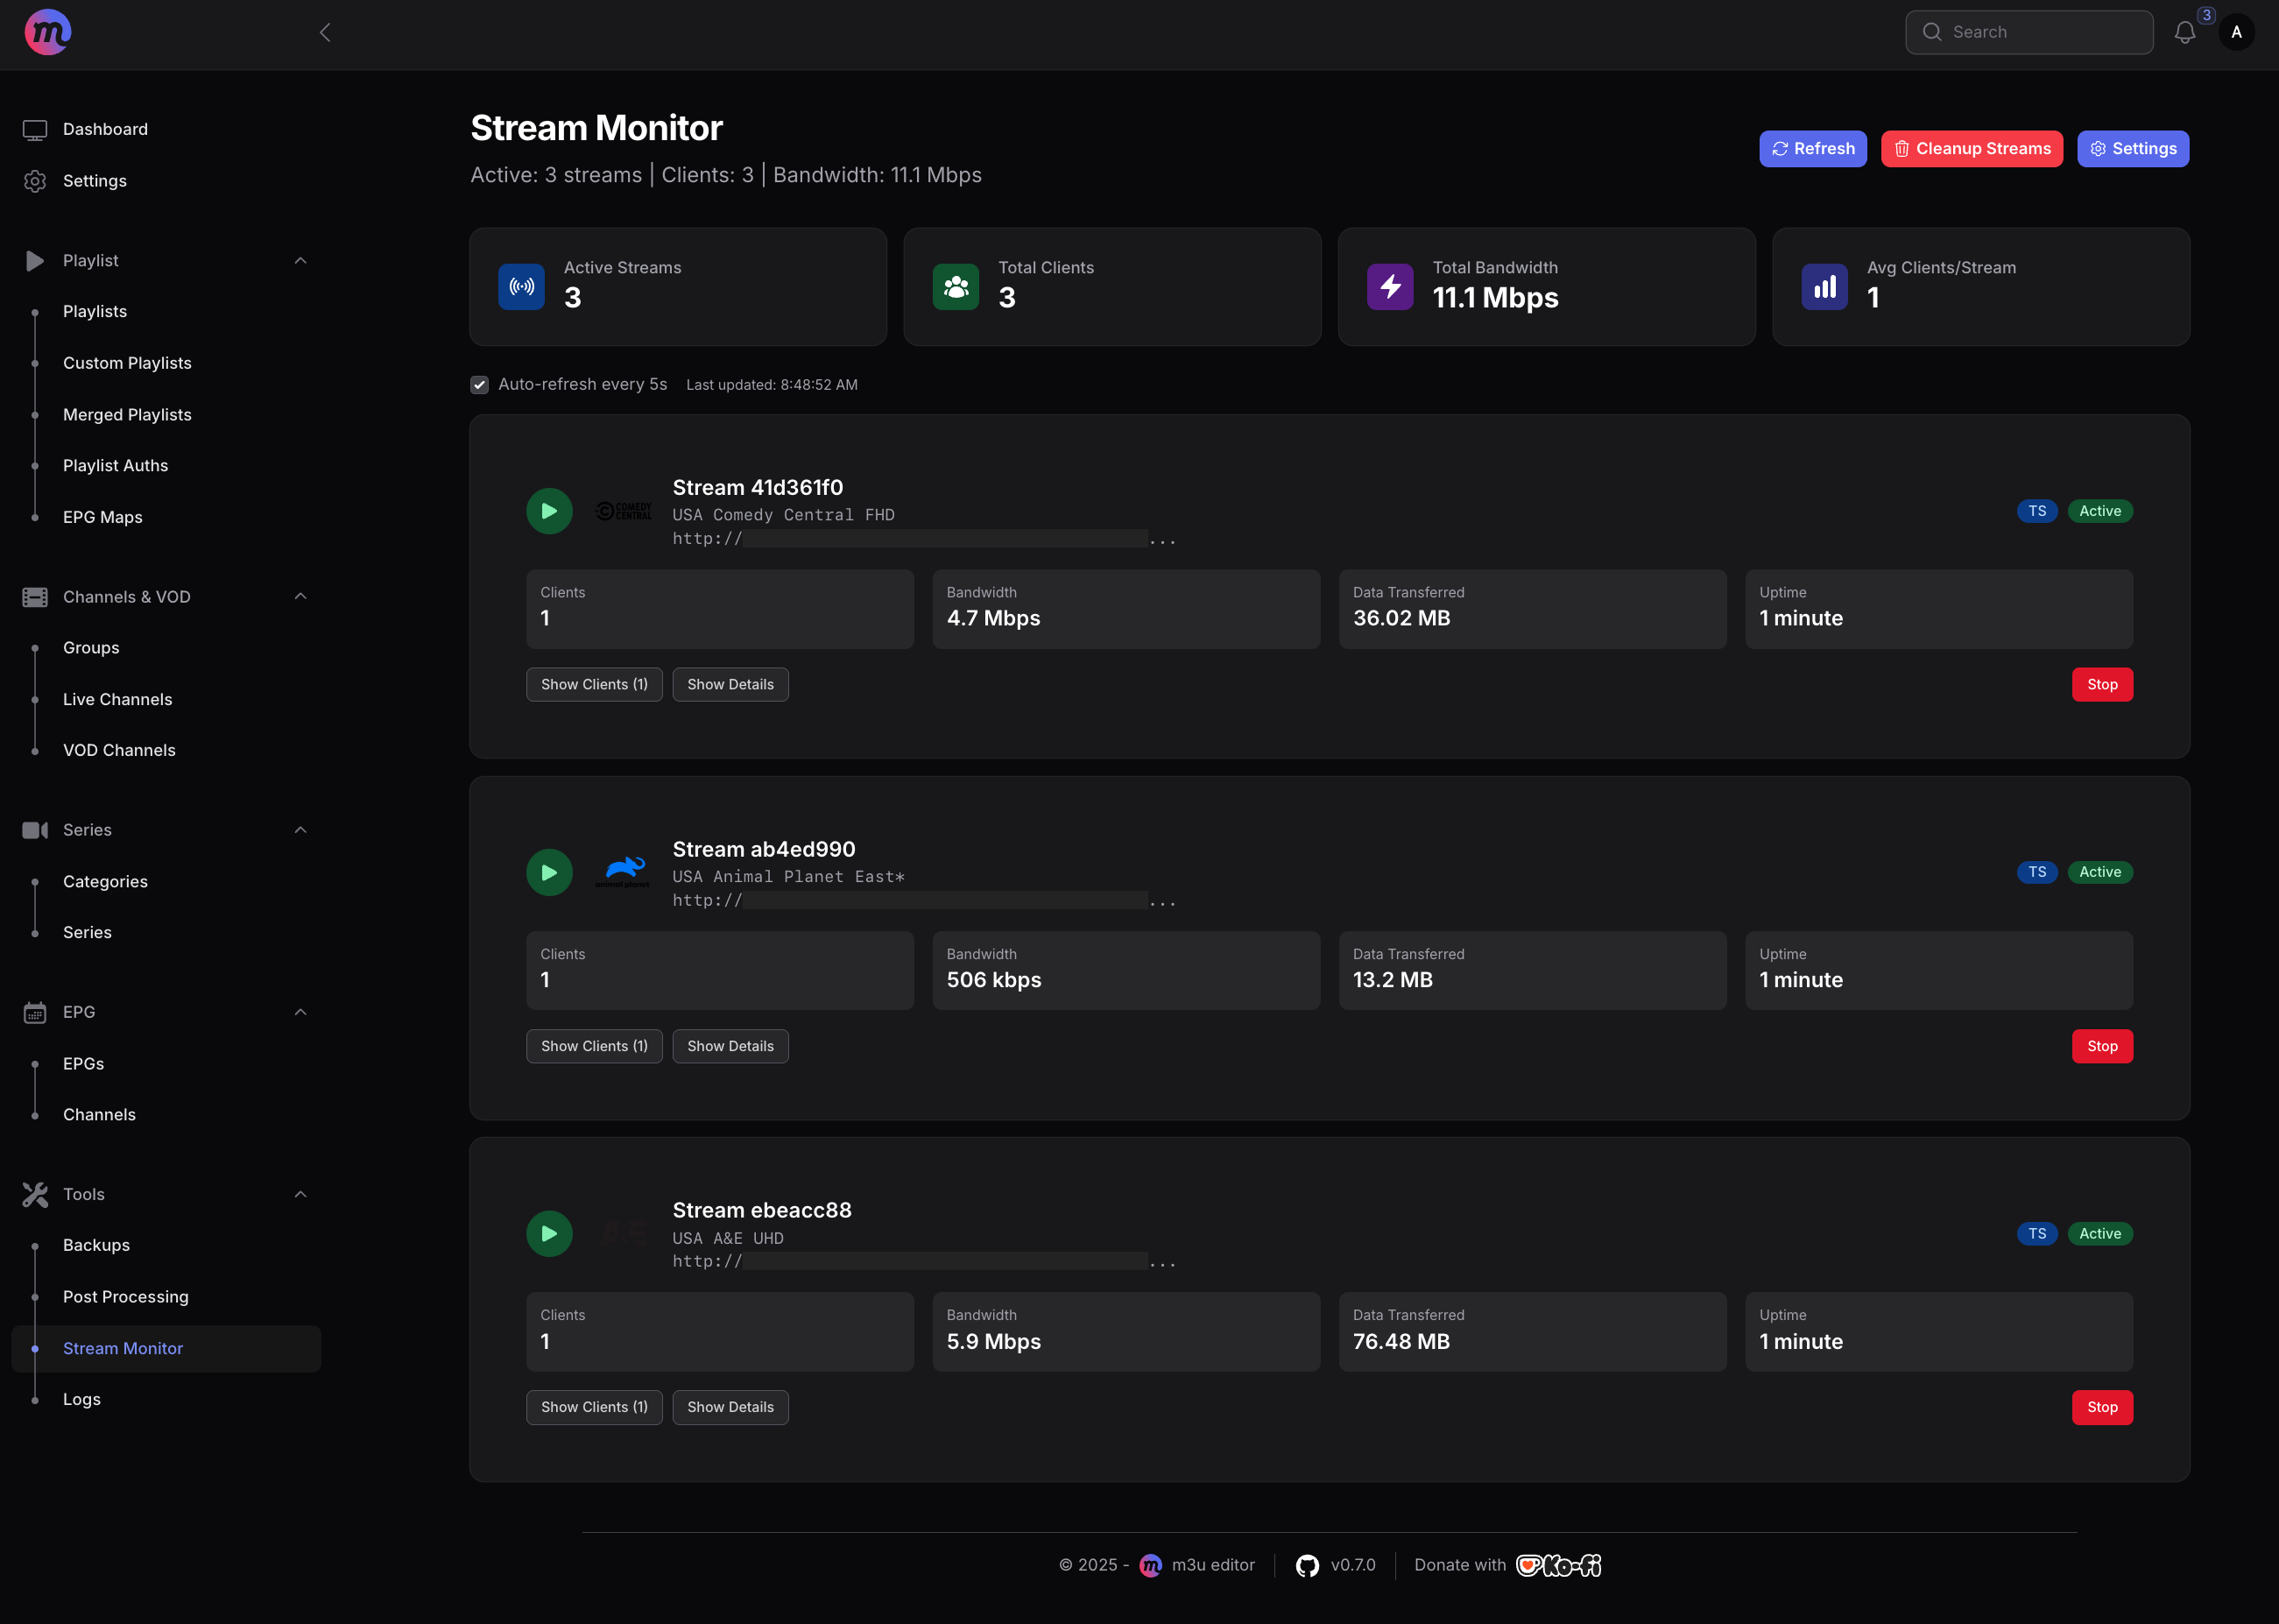 m
Search
3
A
Dashboard
Settings
Playlist
Playlists
Custom Playlists
Merged Playlists
Playlist Auths
EPG Maps
Channels & VOD
Groups
Live Channels
VOD Channels
Series
Categories
Series
EPG
EPGs
Channels
Tools
Backups
Post Processing
Stream Monitor
Logs
Stream Monitor
Active: 3 streams | Clients: 3 | Bandwidth: 11.1 Mbps
Refresh
Cleanup Streams
Settings
Active Streams
3
Total Clients
3
Total Bandwidth
11.1 Mbps
Avg Clients/Stream
1
Auto-refresh every 5s Last updated: 8:48:52 AM
COMEDY
CENTRAL
Stream 41d361f0
USA Comedy Central FHD
http://...
TS
Active
Clients
1
Bandwidth
4.7 Mbps
Data Transferred
36.02 MB
Uptime
1 minute
Show Clients (1)
Show Details
Stop
animal planet
Stream ab4ed990
USA Animal Planet East*
http://...
TS
Active
Clients
1
Bandwidth
506 kbps
Data Transferred
13.2 MB
Uptime
1 minute
Show Clients (1)
Show Details
Stop
A&E
Stream ebeacc88
USA A&E UHD
http://...
TS
Active
Clients
1
Bandwidth
5.9 Mbps
Data Transferred
76.48 MB
Uptime
1 minute
Show Clients (1)
Show Details
Stop
© 2025 - m m3u editor v0.7.0 Donate with Ko-fi